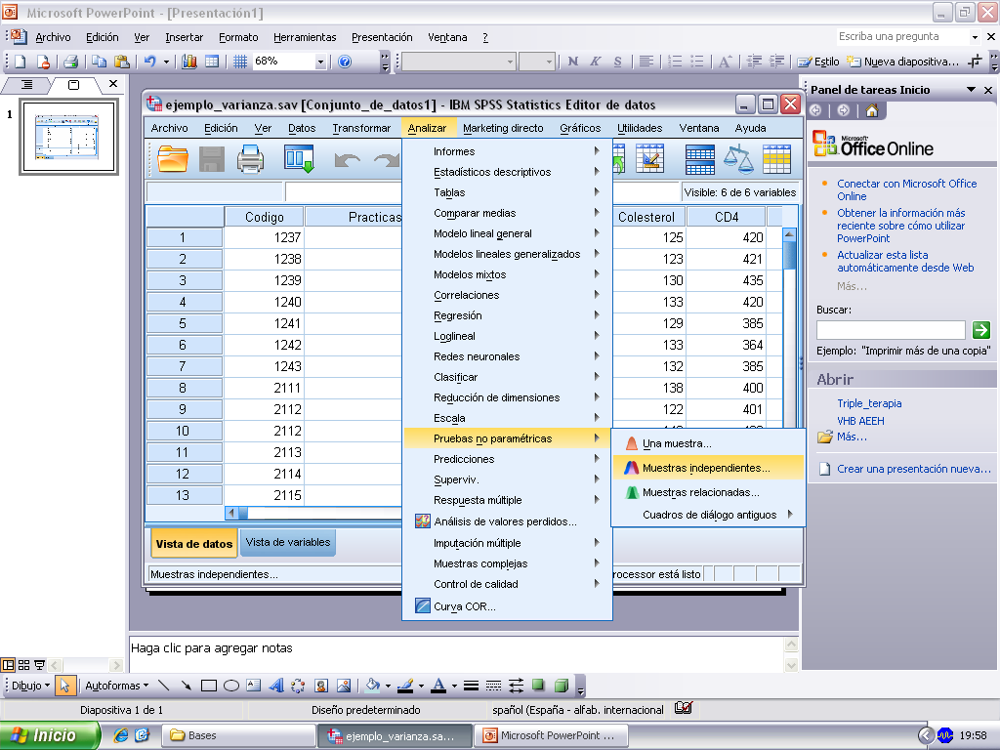 Microsoft PowerPoint - [Presentación1]
Archivo Edición Ver Insertar Formato Herramientas Presentación Ventana ?
Escriba una pregunta
68%
N K S
Estilo Nueva diapositiva...
1
Panel de tareas Inicio
Microsoft
Office Online
Conectar con Microsoft Office
Online
Obtener la información más
reciente sobre cómo utilizar
PowerPoint
Actualizar esta lista
automáticamente desde Web
Más...
Buscar:
Ejemplo: "Imprimir más de una copia"
Abrir
Triple_terapia
VHB AEEH
Más...
Crear una presentación nueva...
ejemplo_varianza.sav [Conjunto_de_datos1] - IBM SPSS Statistics Editor de datos
Archivo Edición Ver Datos Transformar Analizar Marketing directo Gráficos Utilidades Ventana Ayuda
Visible: 6 de 6 variables
Codigo Practicas Colesterol CD4
1 1237 125 420
2 1238 123 421
3 1239 130 435
4 1240 133 420
5 1241 129 385
6 1242 133 364
7 1243 132 385
8 2111 138 400
9 2112 122 401
10 2112
11 2113
12 2114
13 2115
Informes
Estadísticos descriptivos
Tablas
Comparar medias
Modelo lineal general
Modelos lineales generalizados
Modelos mixtos
Correlaciones
Regresión
Loglineal
Redes neuronales
Clasificar
Reducción de dimensiones
Escala
Pruebas no paramétricas
Predicciones
Superviv.
Respuesta múltiple
Análisis de valores perdidos...
Imputación múltiple
Muestras complejas
Control de calidad
Curva COR...
Una muestra...
Muestras independientes...
Muestras relacionadas...
Cuadros de diálogo antiguos
Vista de datos Vista de variables
Muestras independientes...
rocessor está listo
Haga clic para agregar notas
Dibujo Autoformas
Diapositiva 1 de 1 Diseño predeterminado spañol (España - alfab. internacional
Inicio Bases ejemplo_varianza.sa... Microsoft PowerPoint ... 19:58